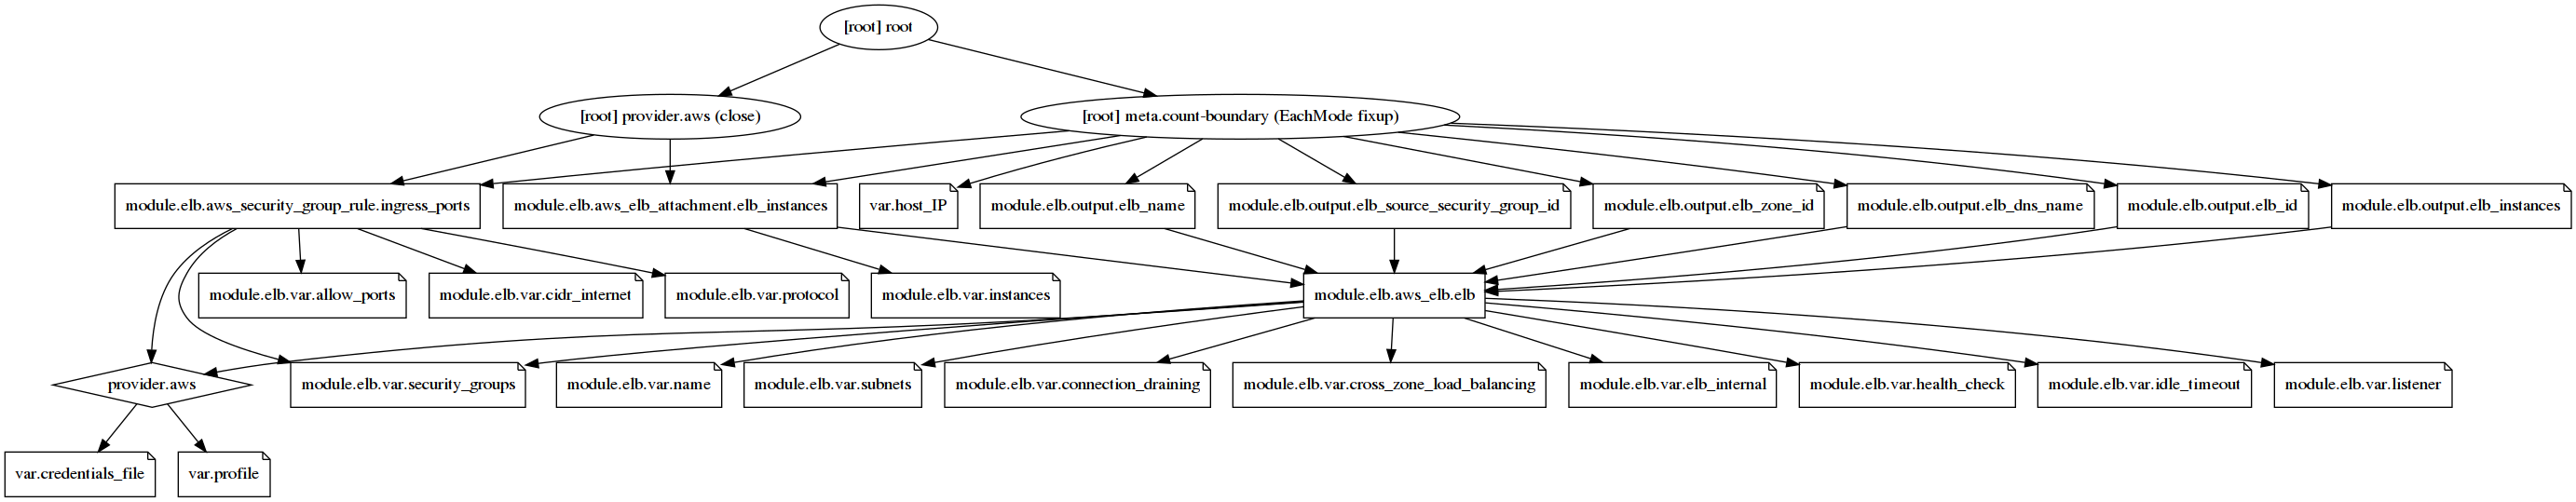 [root] root
[root] provider.aws (close)
[root] meta.count-boundary (EachMode fixup)
module.elb.aws_security_group_rule.ingress_ports
module.elb.aws_elb_attachment.elb_instances
var.host_IP
module.elb.output.elb_name
module.elb.output.elb_source_security_group_id
module.elb.output.elb_zone_id
module.elb.output.elb_dns_name
module.elb.output.elb_id
module.elb.output.elb_instances
module.elb.var.allow_ports
module.elb.var.cidr_internet
module.elb.var.protocol
module.elb.var.instances
module.elb.aws_elb.elb
provider.aws
module.elb.var.security_groups
module.elb.var.name
module.elb.var.subnets
module.elb.var.connection_draining
module.elb.var.cross_zone_load_balancing
module.elb.var.elb_internal
module.elb.var.health_check
module.elb.var.idle_timeout
module.elb.var.listener
var.credentials_file
var.profile